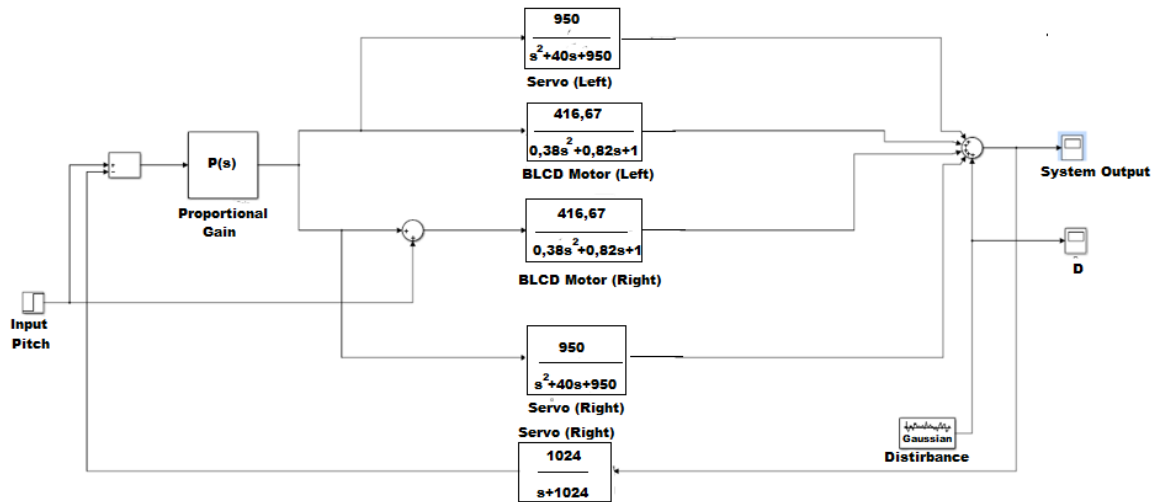 950
s²+40s+950
Servo (Left)
416,67
0,38s²+0,82s+1
BLCD Motor (Left)
+
−
P(s)
Proportional
Gain
+
+
416,67
0,38s²+0,82s+1
BLCD Motor (Right)
System Output
D
Input
Pitch
950
s²+40s+950
Servo (Right)
Servo (Right)
1024
s+1024
Gaussian
Distirbance